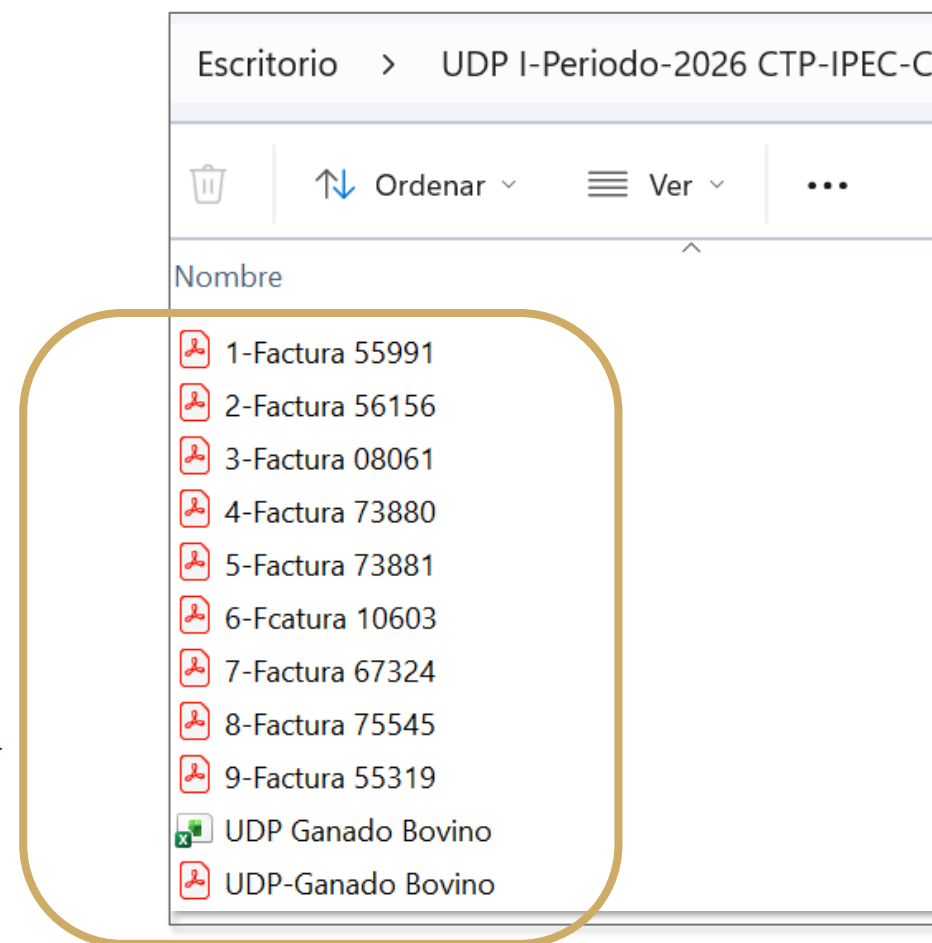 Escritorio > UDP I-Periodo-2026 CTP-IPEC-C
Ordenar Ver ...
Nombre
1-Factura 55991
2-Factura 56156
3-Factura 08061
4-Factura 73880
5-Factura 73881
6-Fcatura 10603
7-Factura 67324
8-Factura 75545
9-Factura 55319
UDP Ganado Bovino
UDP-Ganado Bovino